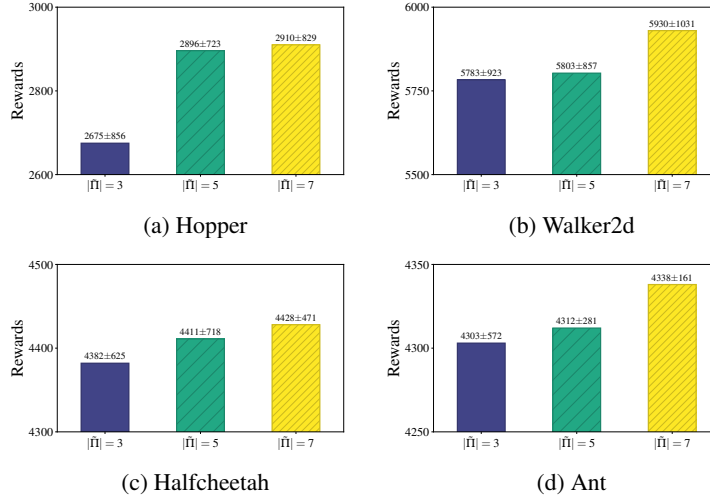 3000
2896±723
2910±829
2800
2675±856
2600
Rewards
|Π̃| = 3
|Π̃| = 5
|Π̃| = 7
(a) Hopper
6000
5930±1031
5783±923
5803±857
5750
5500
Rewards
|Π̃| = 3
|Π̃| = 5
|Π̃| = 7
(b) Walker2d
4500
4428±471
4411±718
4382±625
4400
4300
Rewards
|Π̃| = 3
|Π̃| = 5
|Π̃| = 7
(c) Halfcheetah
4350
4338±161
4312±281
4303±572
4300
4250
Rewards
|Π̃| = 3
|Π̃| = 5
|Π̃| = 7
(d) Ant